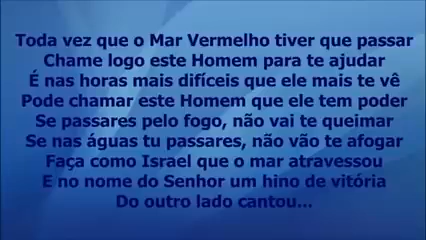 Toda vez que o Mar Vermelho tiver que passar
Chame logo este Homem para te ajudar
É nas horas mais difíceis que ele mais te vê
Pode chamar este Homem que ele tem poder
Se passares pelo fogo, não vai te queimar
Se nas águas tu passares, não vão te afogar
Faça como Israel que o mar atravessou
E no nome do Senhor um hino de vitória
Do outro lado cantou...